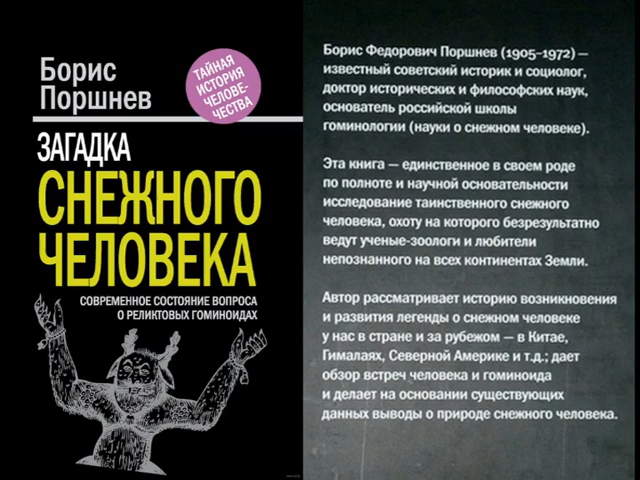 Борис
Поршнев
ТАЙНАЯ
ИСТОРИЯ
ЧЕЛОВЕ-
ЧЕСТВА
ЗАГАДКА
СНЕЖНОГО
ЧЕЛОВЕКА
СОВРЕМЕННОЕ СОСТОЯНИЕ ВОПРОСА
О РЕЛИКТОВЫХ ГОМИНОИДАХ
Борис Федорович Поршнев (1905–1972) —
известный советский историк и социолог,
доктор исторических и философских наук,
основатель российской школы
гоминологии (науки о снежном человеке).
Эта книга — единственное в своем роде
по полноте и научной основательности
исследование таинственного снежного
человека, охоту на которого безрезультатно
ведут ученые-зоологи и любители
непознанного на всех континентах Земли.
Автор рассматривает историю возникновения
и развития легенды о снежном человеке
у нас в стране и за рубежом — в Китае,
Гималаях, Северной Америке и т.д.; дает
обзор встреч человека и гоминоида
и делает на основании существующих
данных выводы о природе снежного человека.